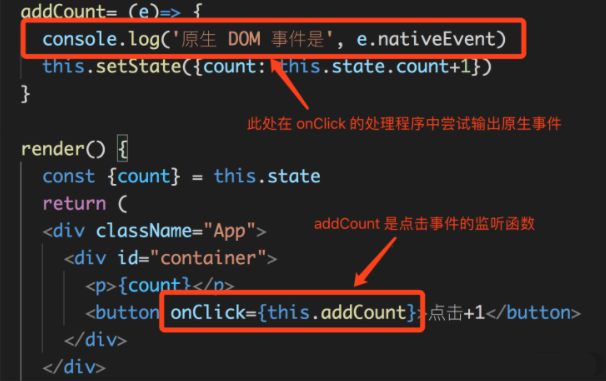 addCount= (e)=> {
console.log('原生 DOM 事件是', e.nativeEvent)
this.setState({count: this.state.count+1})
}
此处在 onClick 的处理程序中尝试输出原生事件
render() {
const {count} = this.state
return (
addCount 是点击事件的监听函数
<div className="App">
<div id="container">
<p>{count}</p>
<button onClick={this.addCount}>点击+1</button>
</div>
</div>